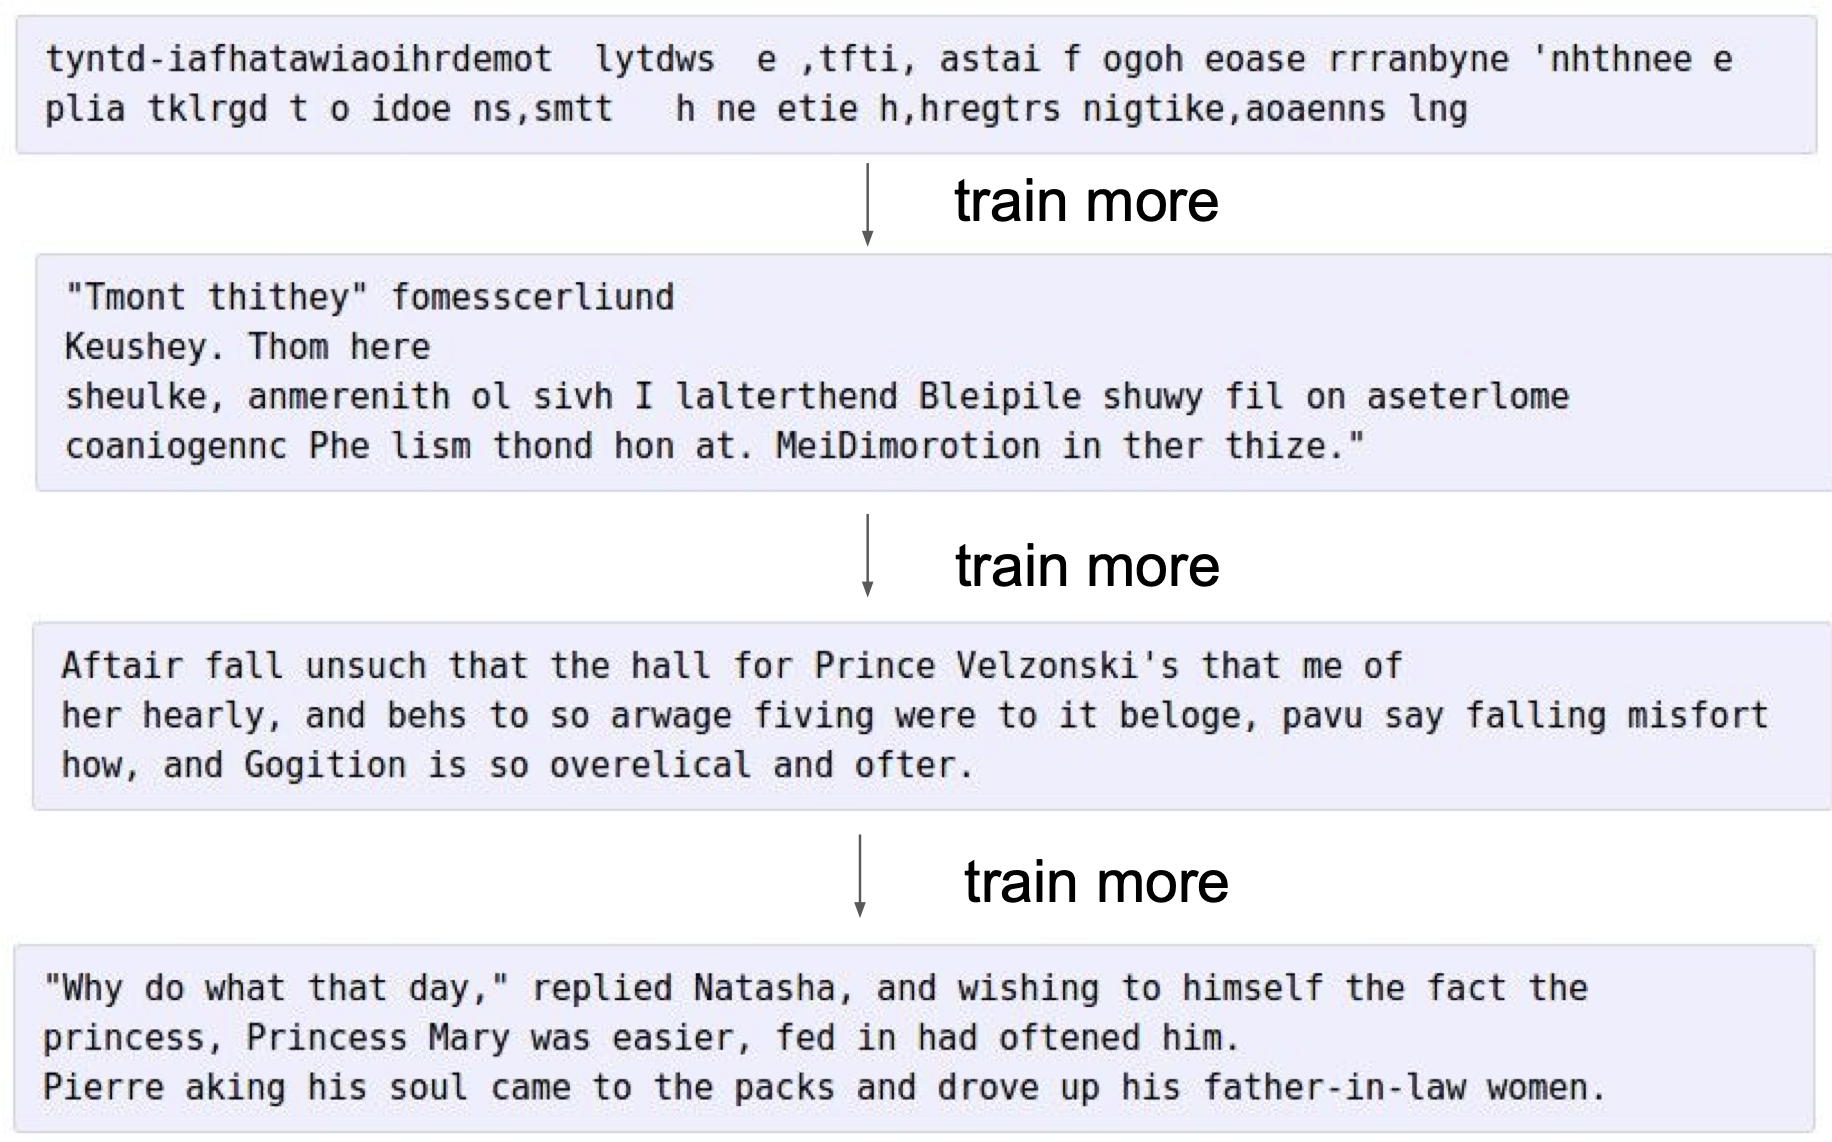 tyntd-iafhatawiaoihrdemot  lytdws  e ,tfti, astai f ogoh eoase rrranbyne 'nhthnee e
plia tklrgd t o idoe ns,smtt   h ne etie h,hregtrs nigtike,aoaenns lng
train more
"Tmont thithey" fomesscerliund
Keushey. Thom here
sheulke, anmerenith ol sivh I lalterthend Bleipile shuwy fil on aseterlome
coaniogennc Phe lism thond hon at. MeiDimorotion in ther thize."
train more
Aftair fall unsuch that the hall for Prince Velzonski's that me of
her hearly, and behs to so arwage fiving were to it beloge, pavu say falling misfort
how, and Gogition is so overelical and ofter.
train more
"Why do what that day," replied Natasha, and wishing to himself the fact the
princess, Princess Mary was easier, fed in had oftened him.
Pierre aking his soul came to the packs and drove up his father-in-law women.